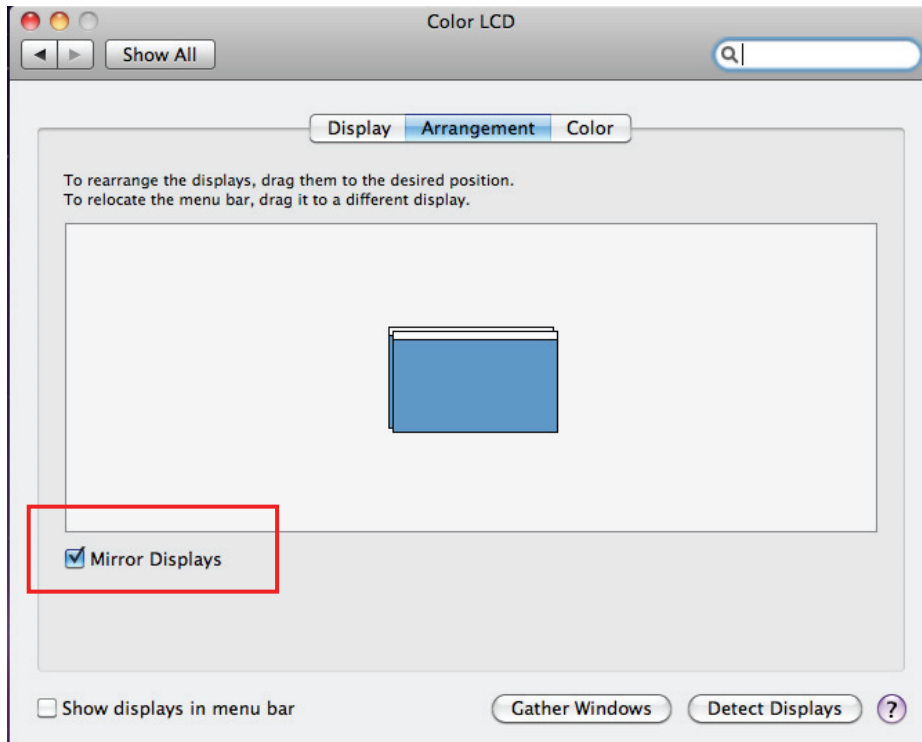 Color LCD
Show All
Display Arrangement Color
To rearrange the displays, drag them to the desired position.
To relocate the menu bar, drag it to a different display.
Mirror Displays
Show displays in menu bar Gather Windows Detect Displays ?